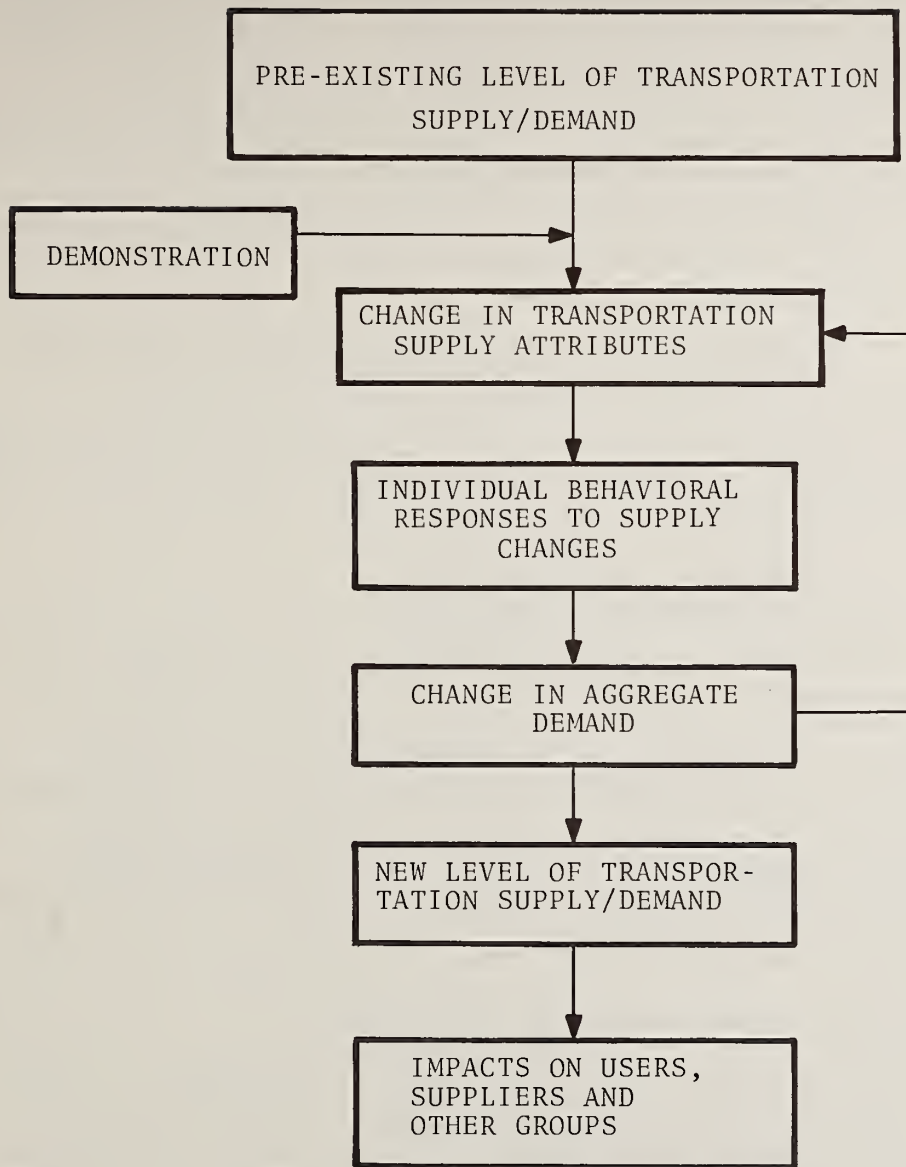 PRE-EXISTING LEVEL OF TRANSPORTATION
SUPPLY/DEMAND
DEMONSTRATION
CHANGE IN TRANSPORTATION
SUPPLY ATTRIBUTES
INDIVIDUAL BEHAVIORAL
RESPONSES TO SUPPLY
CHANGES
CHANGE IN AGGREGATE
DEMAND
NEW LEVEL OF TRANSPOR-
TATION SUPPLY/DEMAND
IMPACTS ON USERS,
SUPPLIERS AND
OTHER GROUPS